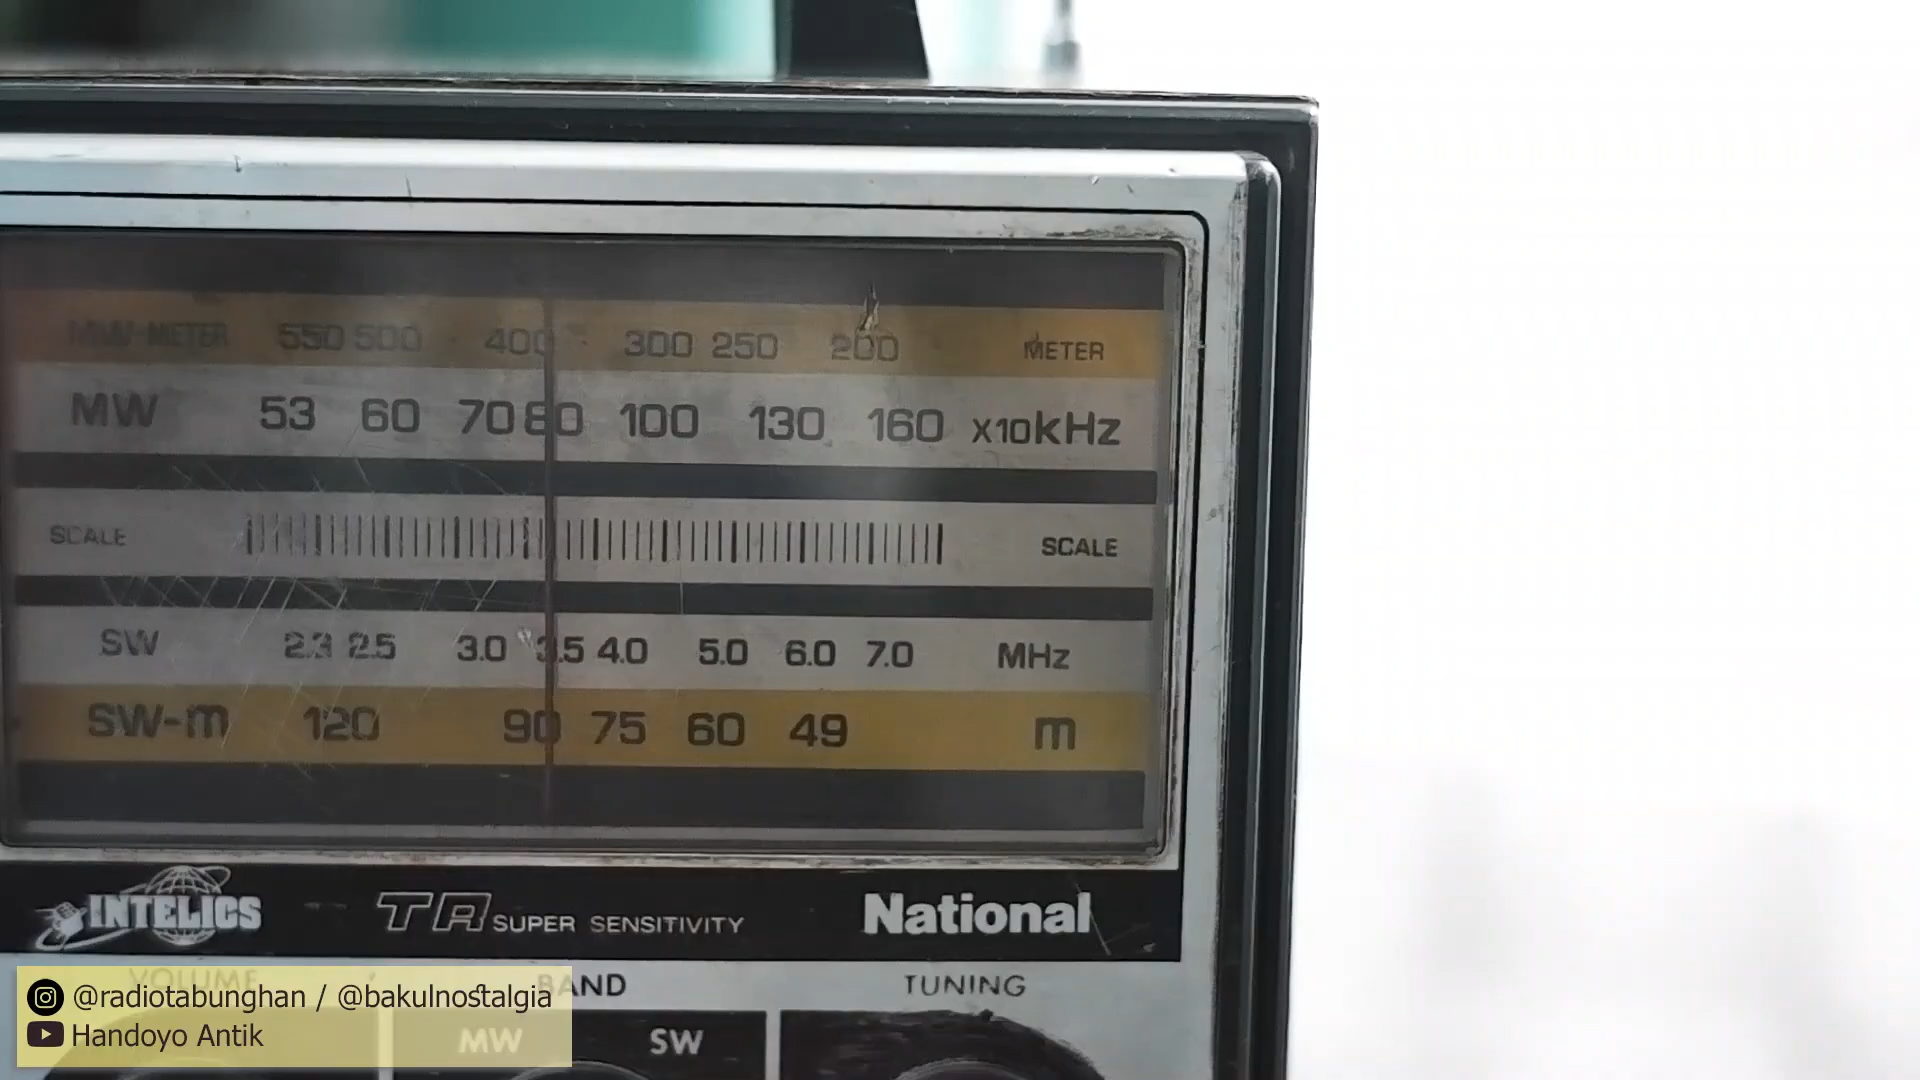 MW-METER 550 500 400 300 250 200 METER
MW 53 60 70 80 100 130 160 x10kHz
SCALE SCALE
SW 2.3 2.5 3.0 3.5 4.0 5.0 6.0 7.0 MHz
SW-m 120 90 75 60 49 m
INTELICS TR SUPER SENSITIVITY National
VOLUME BAND TUNING
@radiotabunghan / @bakulnostalgia
Handoyo Antik
MW SW